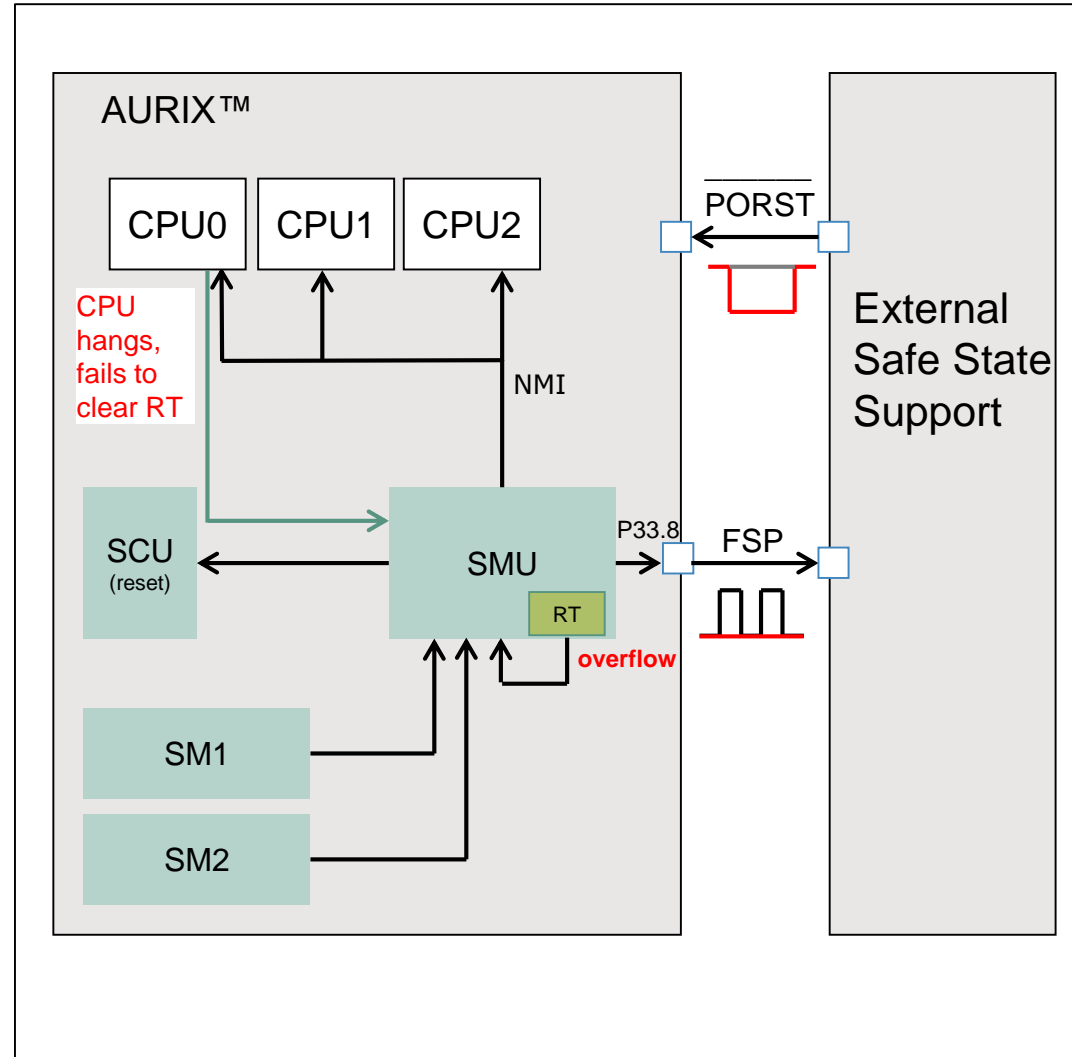 AURIX™
CPU0
CPU1
CPU2
CPU
hangs,
fails to
clear RT
NMI
PORST
External
Safe State
Support
SCU
(reset)
SMU
P33.8
FSP
RT
overflow
SM1
SM2